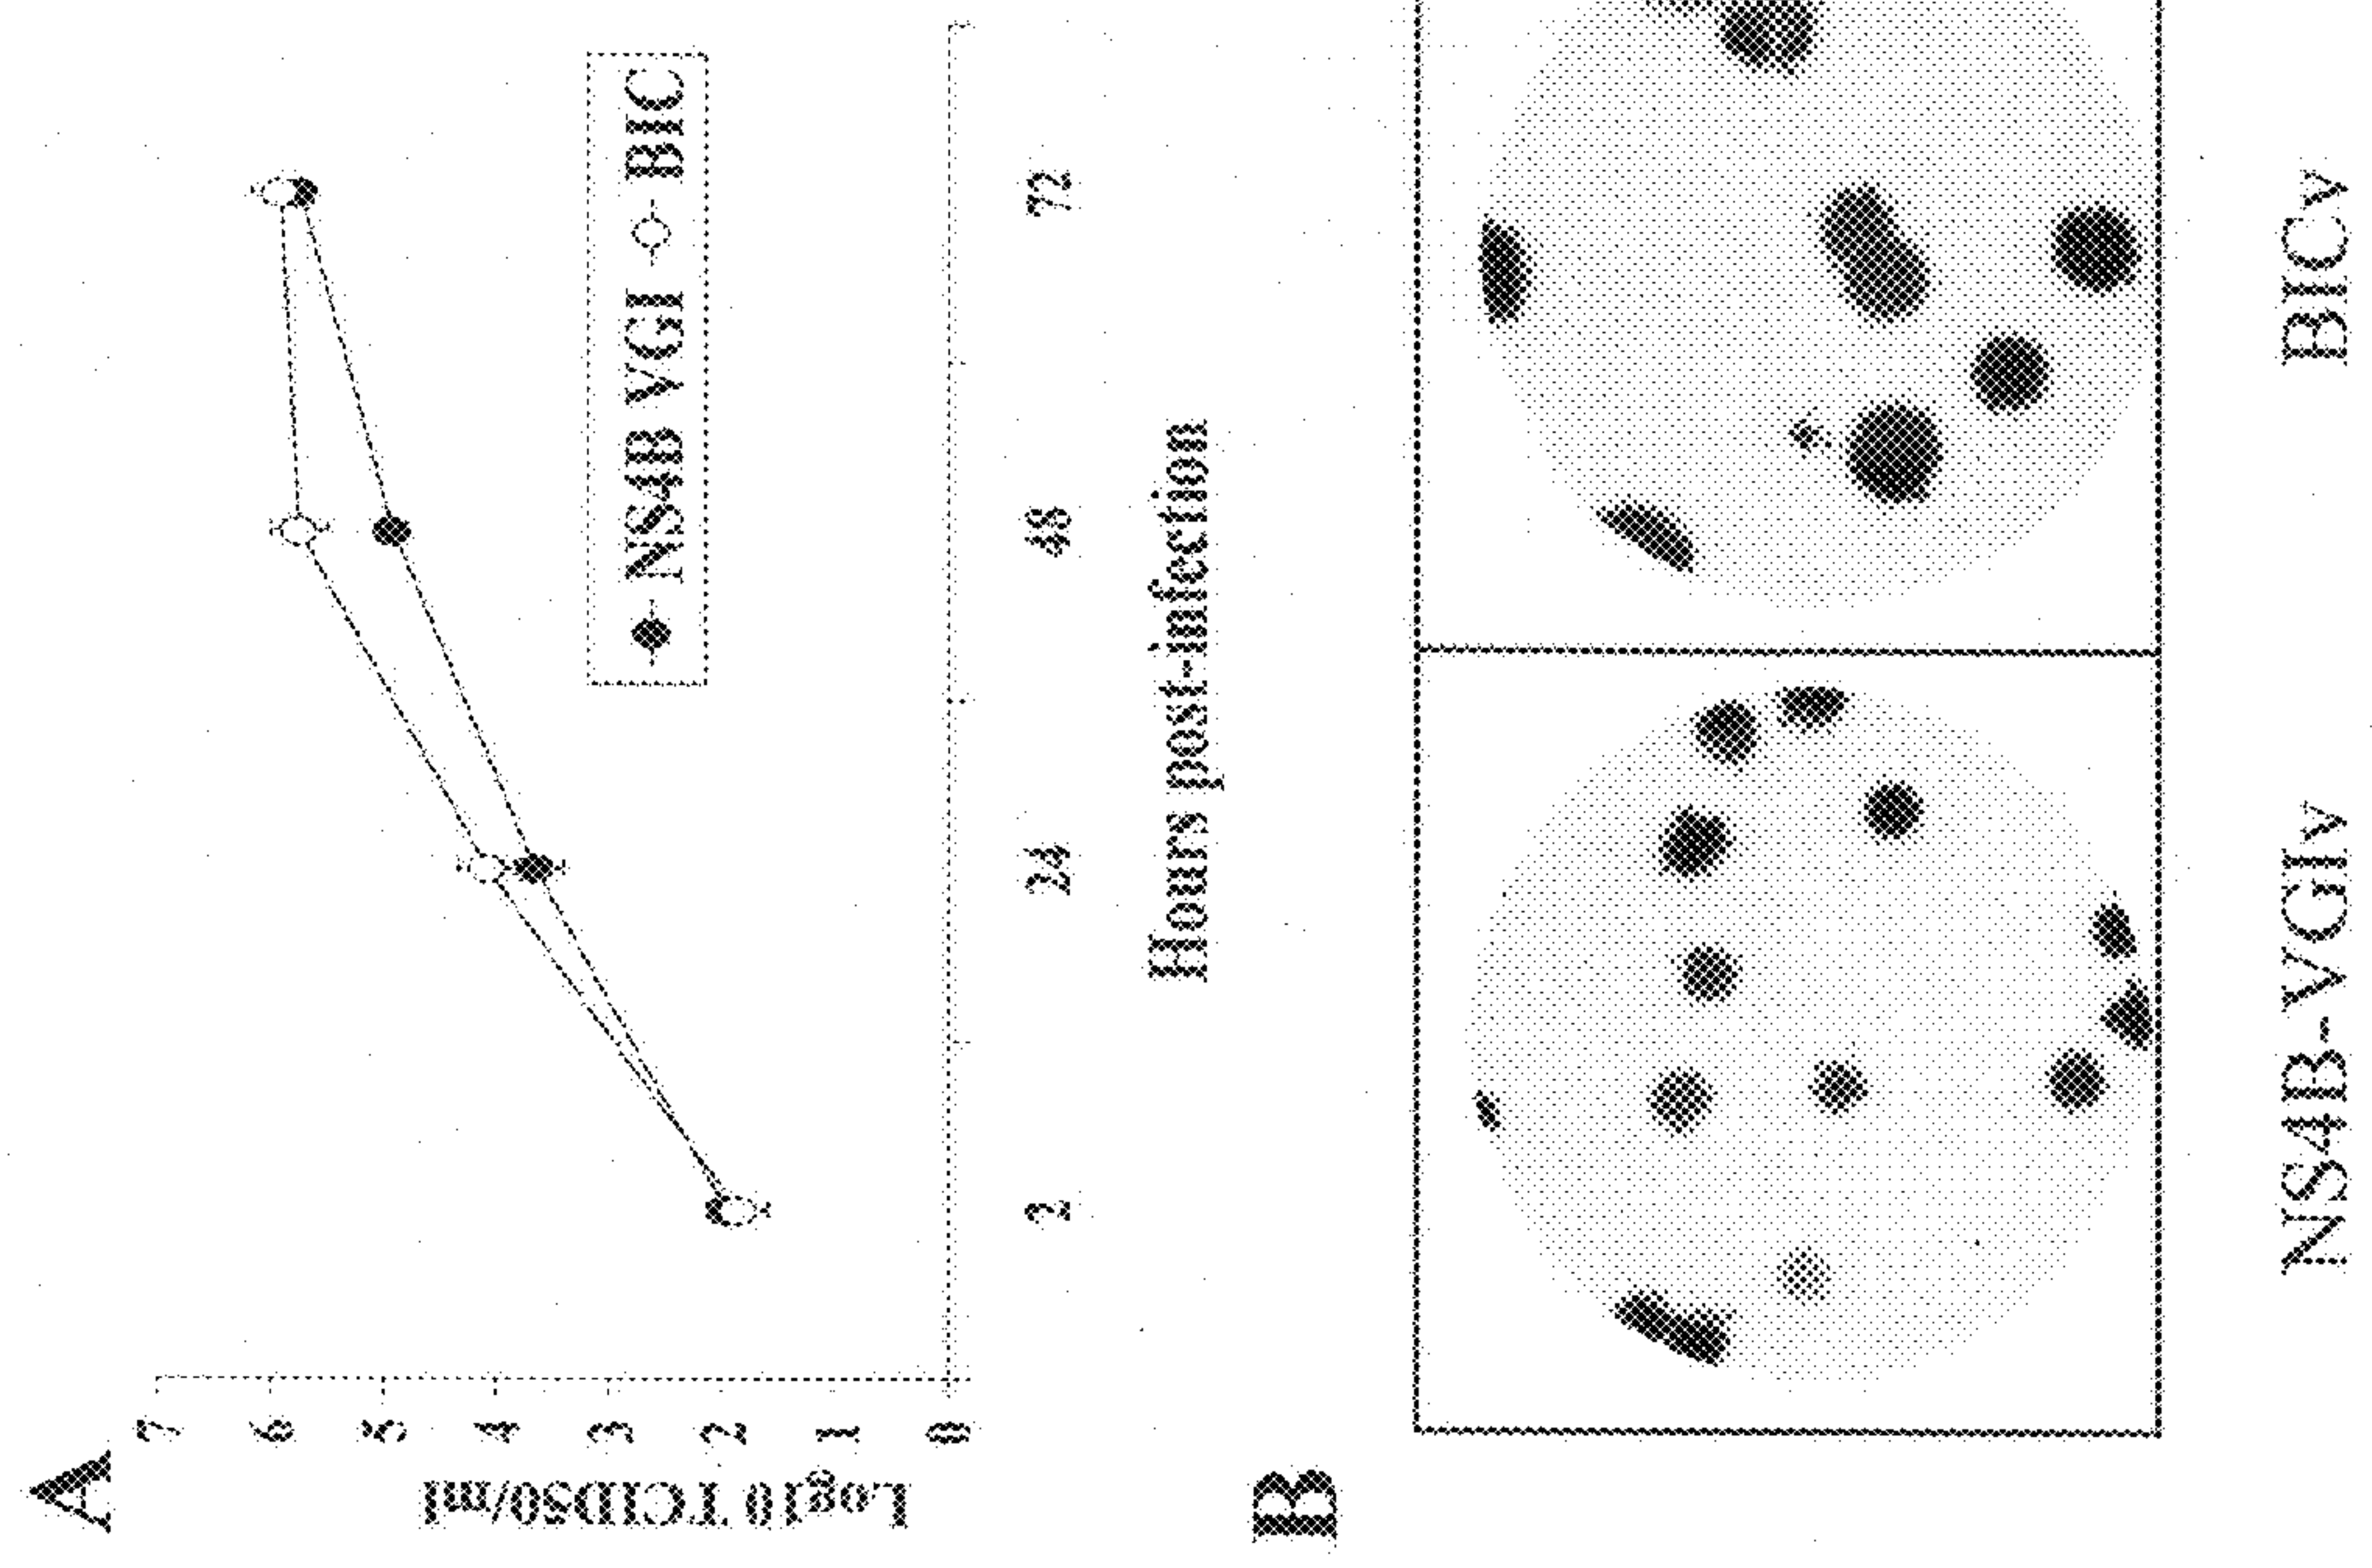 A
Log10 TCID50/ml
7
6
5
4
3
2
1
0
NS4B VGI BIC
2 24 48 72
Hours post-infection
B
NS4B-VGIv BICv